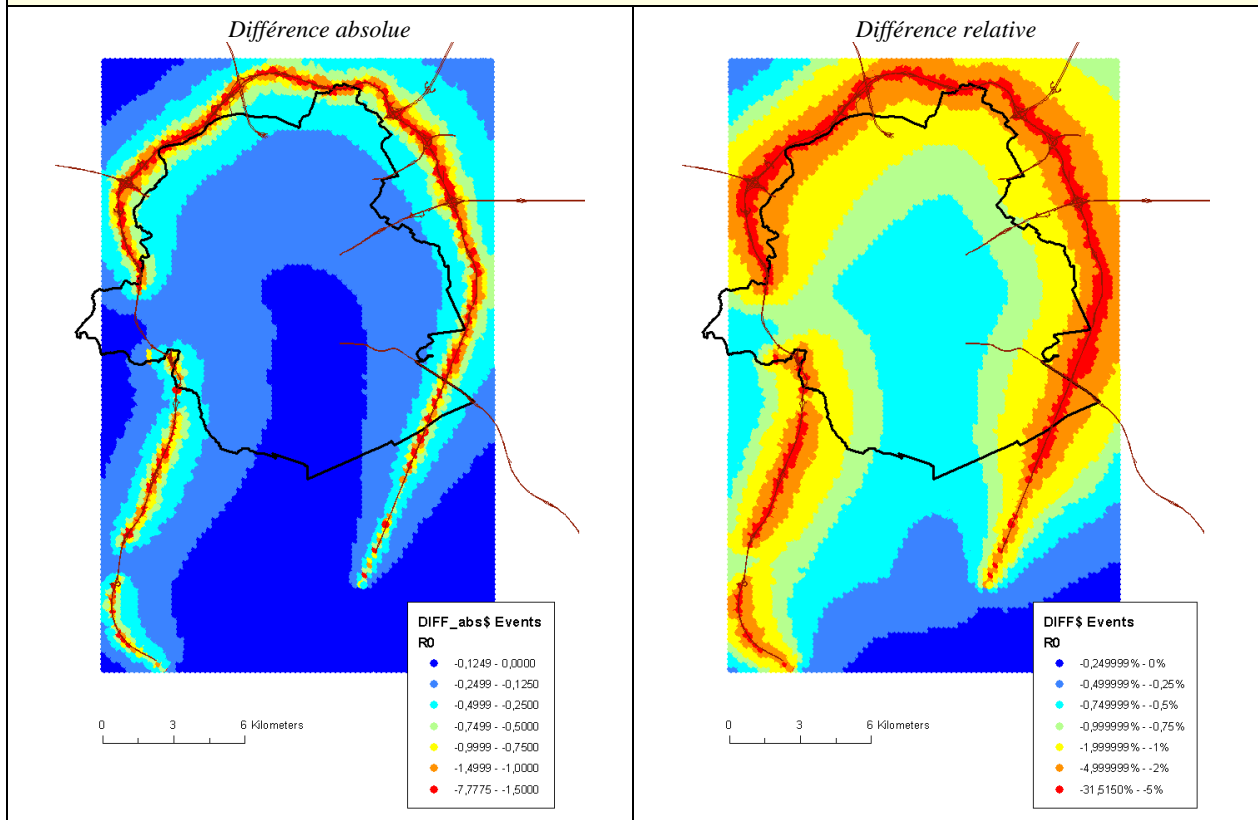 Différence absolue
DIFF_abs$ Events
R0
-0,1249 - 0,0000
-0,2499 - -0,1250
-0,4999 - -0,2500
-0,7499 - -0,5000
-0,9999 - -0,7500
-1,4999 - -1,0000
-7,7775 - -1,5000
0 3 6 Kilometers
Différence relative
DIFF$ Events
R0
-0,249999% - 0%
-0,499999% - -0,25%
-0,749999% - -0,5%
-0,999999% - -0,75%
-1,999999% - -1%
-4,999999% - -2%
-31,5150% - -5%
0 3 6 Kilometers